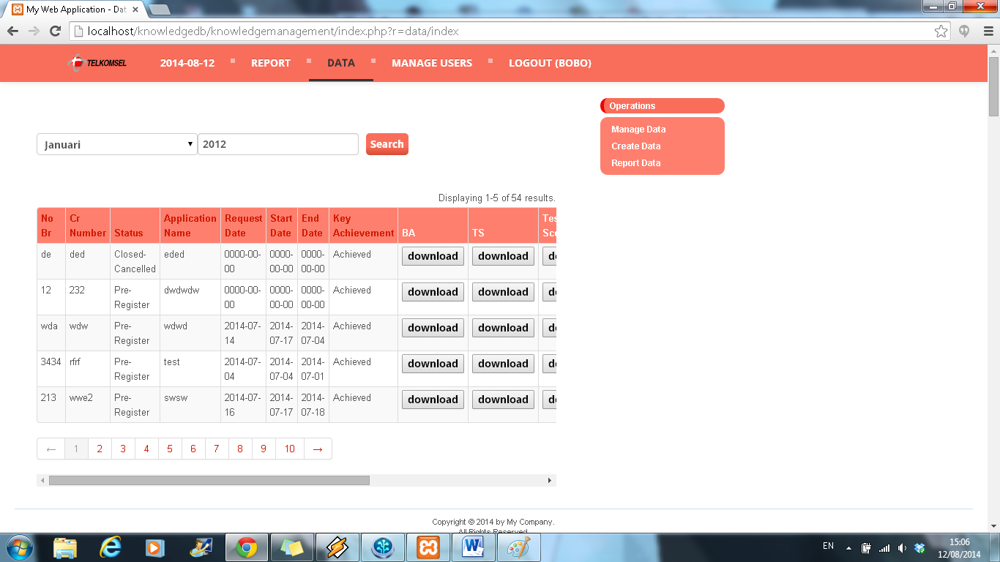 My Web Application - Dat
localhost/knowledgedb/knowledgemanagement/index.php?r=data/index
TELKOMSEL 2014-08-12 REPORT DATA MANAGE USERS LOGOUT (BOBO)
Operations
Manage Data
Create Data
Report Data
Januari 2012 Search
Displaying 1-5 of 54 results.
No Cr Application Request Start End Key Tes
Br Number Status Name Date Date Date Achievement BA TS Sco
de ded Closed- eded 0000-00- 0000- 0000- Achieved download download de
Cancelled 00 00-00 00-00
12 232 Pre- dwdwdw 0000-00- 0000- 0000- Achieved download download de
Register 00 00-00 00-00
wda wdw Pre- wdwd 2014-07- 2014- 2014- Achieved download download de
Register 14 07-17 07-04
3434 rfrf Pre- test 2014-07- 2014- 2014- Achieved download download de
Register 04 07-04 07-01
213 wwe2 Pre- swsw 2014-07- 2014- 2014- Achieved download download de
Register 16 07-17 07-18
← 1 2 3 4 5 6 7 8 9 10 →
Copyright © 2014 by My Company.
All Rights Reserved.
EN 15:06
12/08/2014